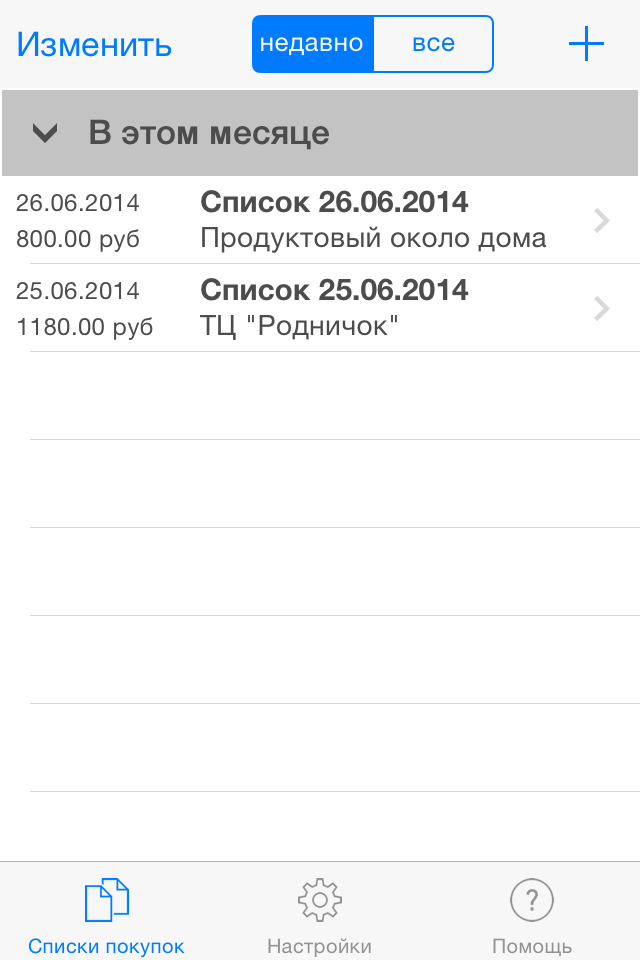 Изменить
недавно
все
В этом месяце
26.06.2014
Список 26.06.2014
800.00 руб
Продуктовый около дома
25.06.2014
Список 25.06.2014
1180.00 руб
ТЦ "Родничок"
?
Списки покупок
Настройки
Помощь